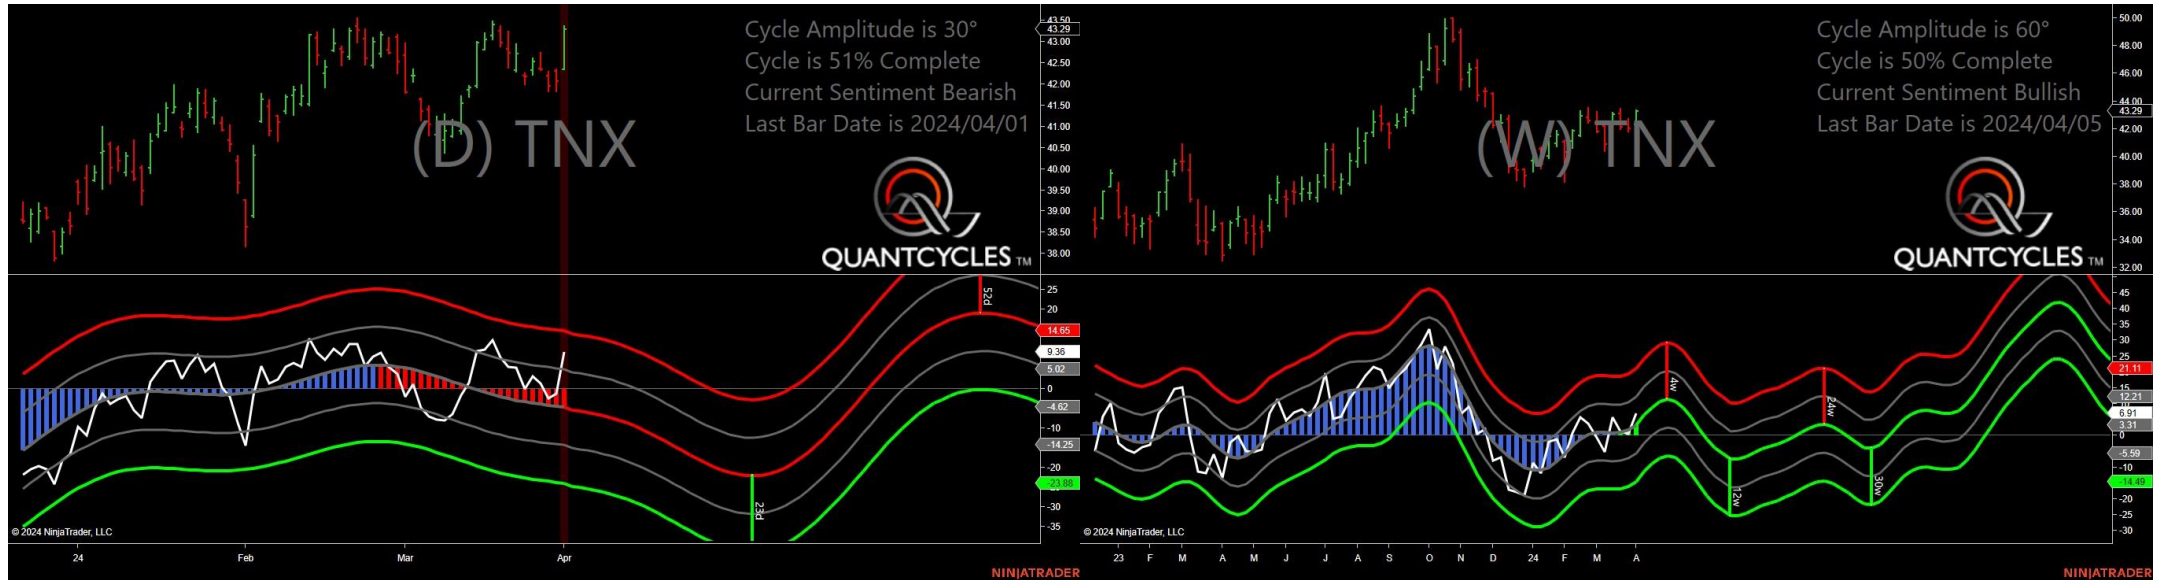 Cycle Amplitude is 30°
Cycle is 51% Complete
Current Sentiment Bearish
Last Bar Date is 2024/04/01
(D) TNX
QUANTCYCLES TM
43.50
43.29
43.00
42.50
42.00
41.50
41.00
40.50
40.00
39.50
39.00
38.50
38.00
52d
23d
25
20
14.65
9.36
5.02
0
-4.62
-10
-14.25
-20
-23.88
-30
-35
© 2024 NinjaTrader, LLC
24 Feb Mar Apr
NINJATRADER
Cycle Amplitude is 60°
Cycle is 50% Complete
Current Sentiment Bullish
Last Bar Date is 2024/04/05
(W) TNX
QUANTCYCLES TM
50.00
48.00
46.00
44.00
43.29
42.00
40.00
38.00
36.00
34.00
32.00
4w
12w
24w
30w
45
40
35
30
25
21.11
15
12.21
6.91
3.31
0
-5.59
-10
-14.49
-20
-25
-30
© 2024 NinjaTrader, LLC
23 F M A M J J A S O N D 24 F M A
NINJATRADER